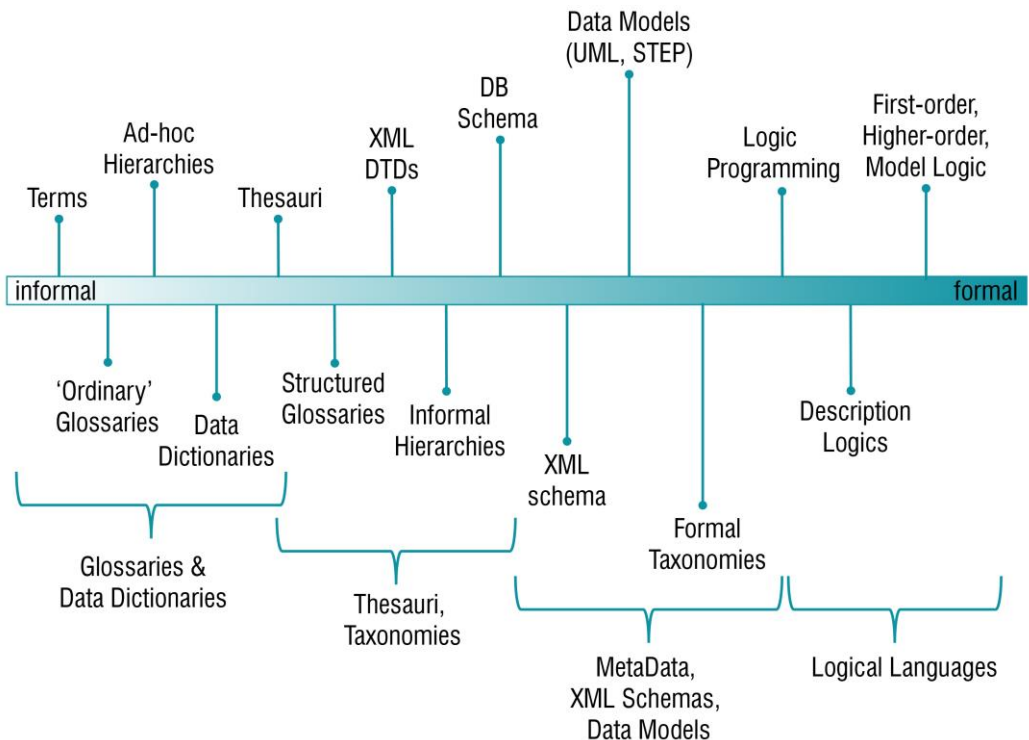 Data Models
(UML, STEP)
DB
Schema
First-order,
Higher-order,
Model Logic
Ad-hoc
Hierarchies
XML
DTDs
Logic
Programming
Terms
Thesauri
informal
formal
'Ordinary'
Glossaries
Data
Dictionaries
Structured
Glossaries
Informal
Hierarchies
XML
schema
Formal
Taxonomies
Description
Logics
Glossaries &
Data Dictionaries
Thesauri,
Taxonomies
MetaData,
XML Schemas,
Data Models
Logical Languages